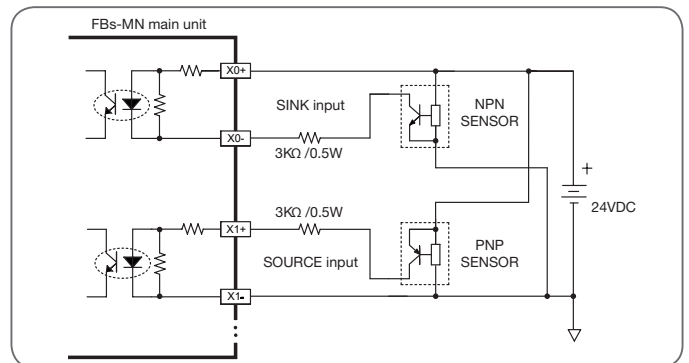 FBs-MN main unit
X0+
SINK input
NPN
SENSOR
X0-
3KΩ /0.5W
+
24VDC
3KΩ /0.5W
X1+
SOURCE input
PNP
SENSOR
X1-